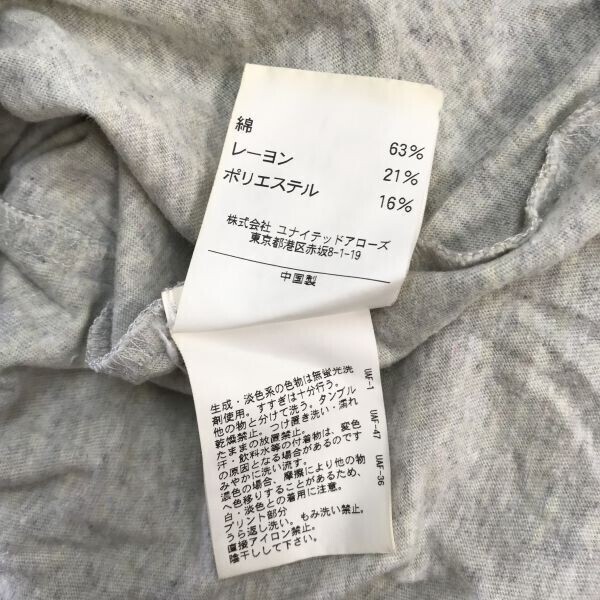 綿 63%
レーヨン 21%
ポリエステル 16%
株式会社 ユナイテッドアローズ
東京都港区赤坂8-1-19
中国製
生成・淡色系の色物は無蛍光洗
剤使用。すすぎは十分行う。
他の物と分けて洗う。タンブル
乾燥禁止。つけ置き洗い・濡れ
たままの放置禁止。
汗・飲料水等の付着物は、変色
の原因となる場合があるのです
みやかに洗い流す。
濃色の場合、摩擦により他の物
へ色移りすることがあるため、
白・淡色との着用に注意。
プリント部分
うら返し洗い。もみ洗い禁止。
直接アイロン禁止。
陰干しして下さい。
UAF-1 UAF-47 UAF-36